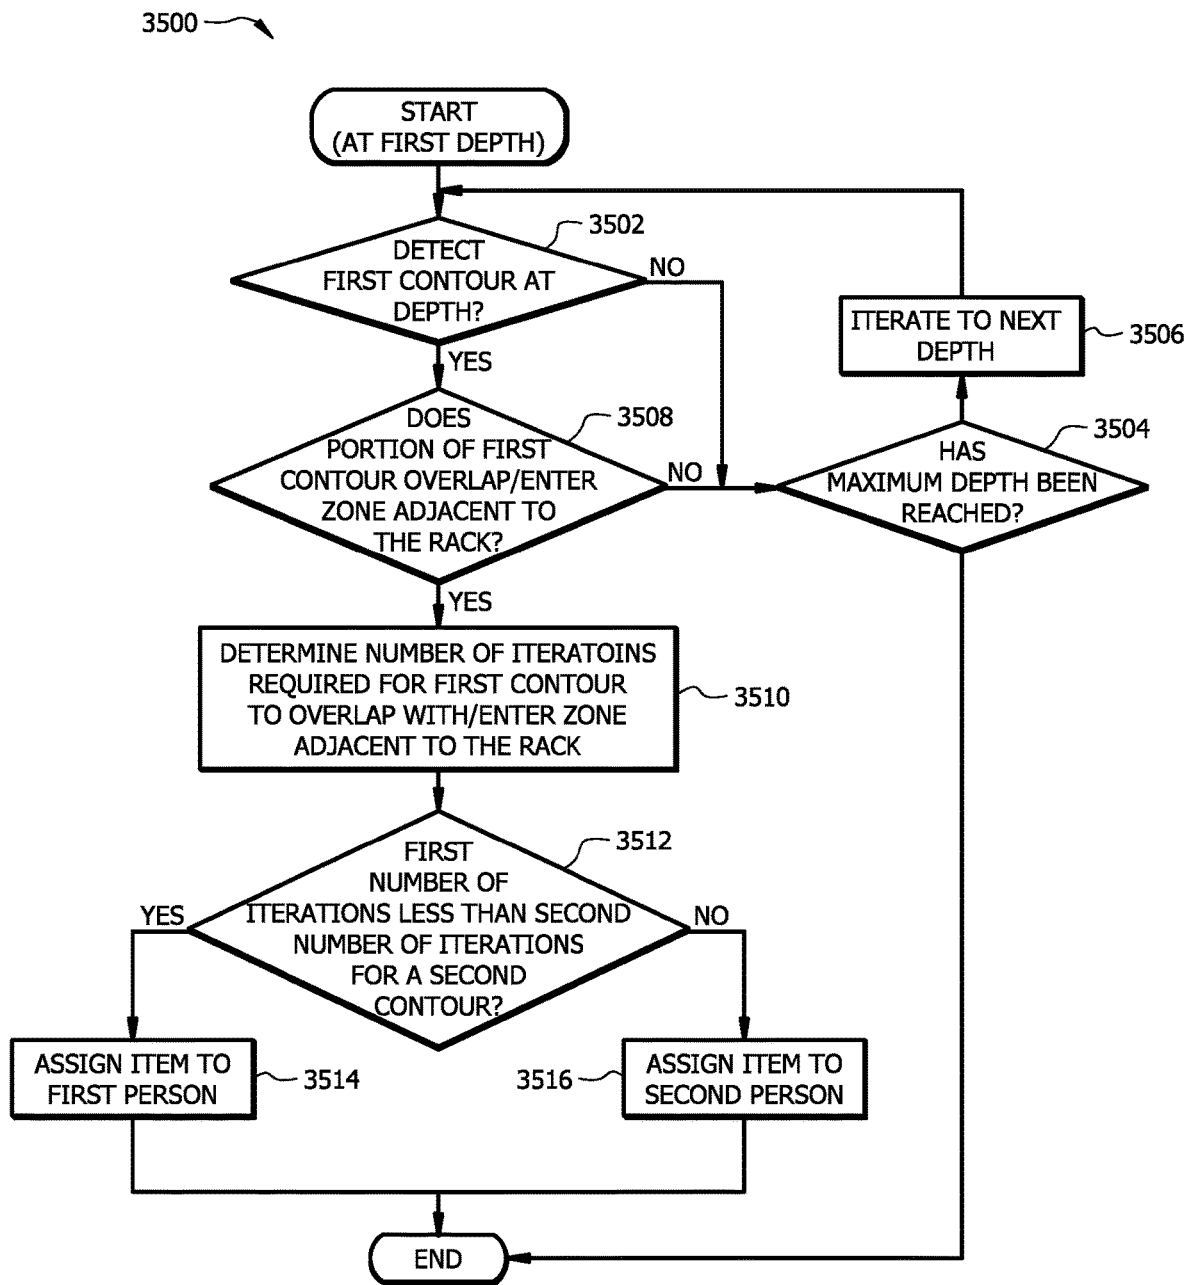 3500
START
(AT FIRST DEPTH)
3502
DETECT
FIRST CONTOUR AT
DEPTH?
NO
YES
ITERATE TO NEXT
DEPTH
3506
DOES
PORTION OF FIRST
CONTOUR OVERLAP/ENTER
ZONE ADJACENT TO
THE RACK?
3508
NO
YES
HAS
MAXIMUM DEPTH BEEN
REACHED?
3504
DETERMINE NUMBER OF ITERATOINS
REQUIRED FOR FIRST CONTOUR
TO OVERLAP WITH/ENTER ZONE
ADJACENT TO THE RACK
3510
FIRST
NUMBER OF
ITERATIONS LESS THAN SECOND
NUMBER OF ITERATIONS
FOR A SECOND
CONTOUR?
3512
YES
NO
ASSIGN ITEM TO
FIRST PERSON
3514
3516
ASSIGN ITEM TO
SECOND PERSON
END